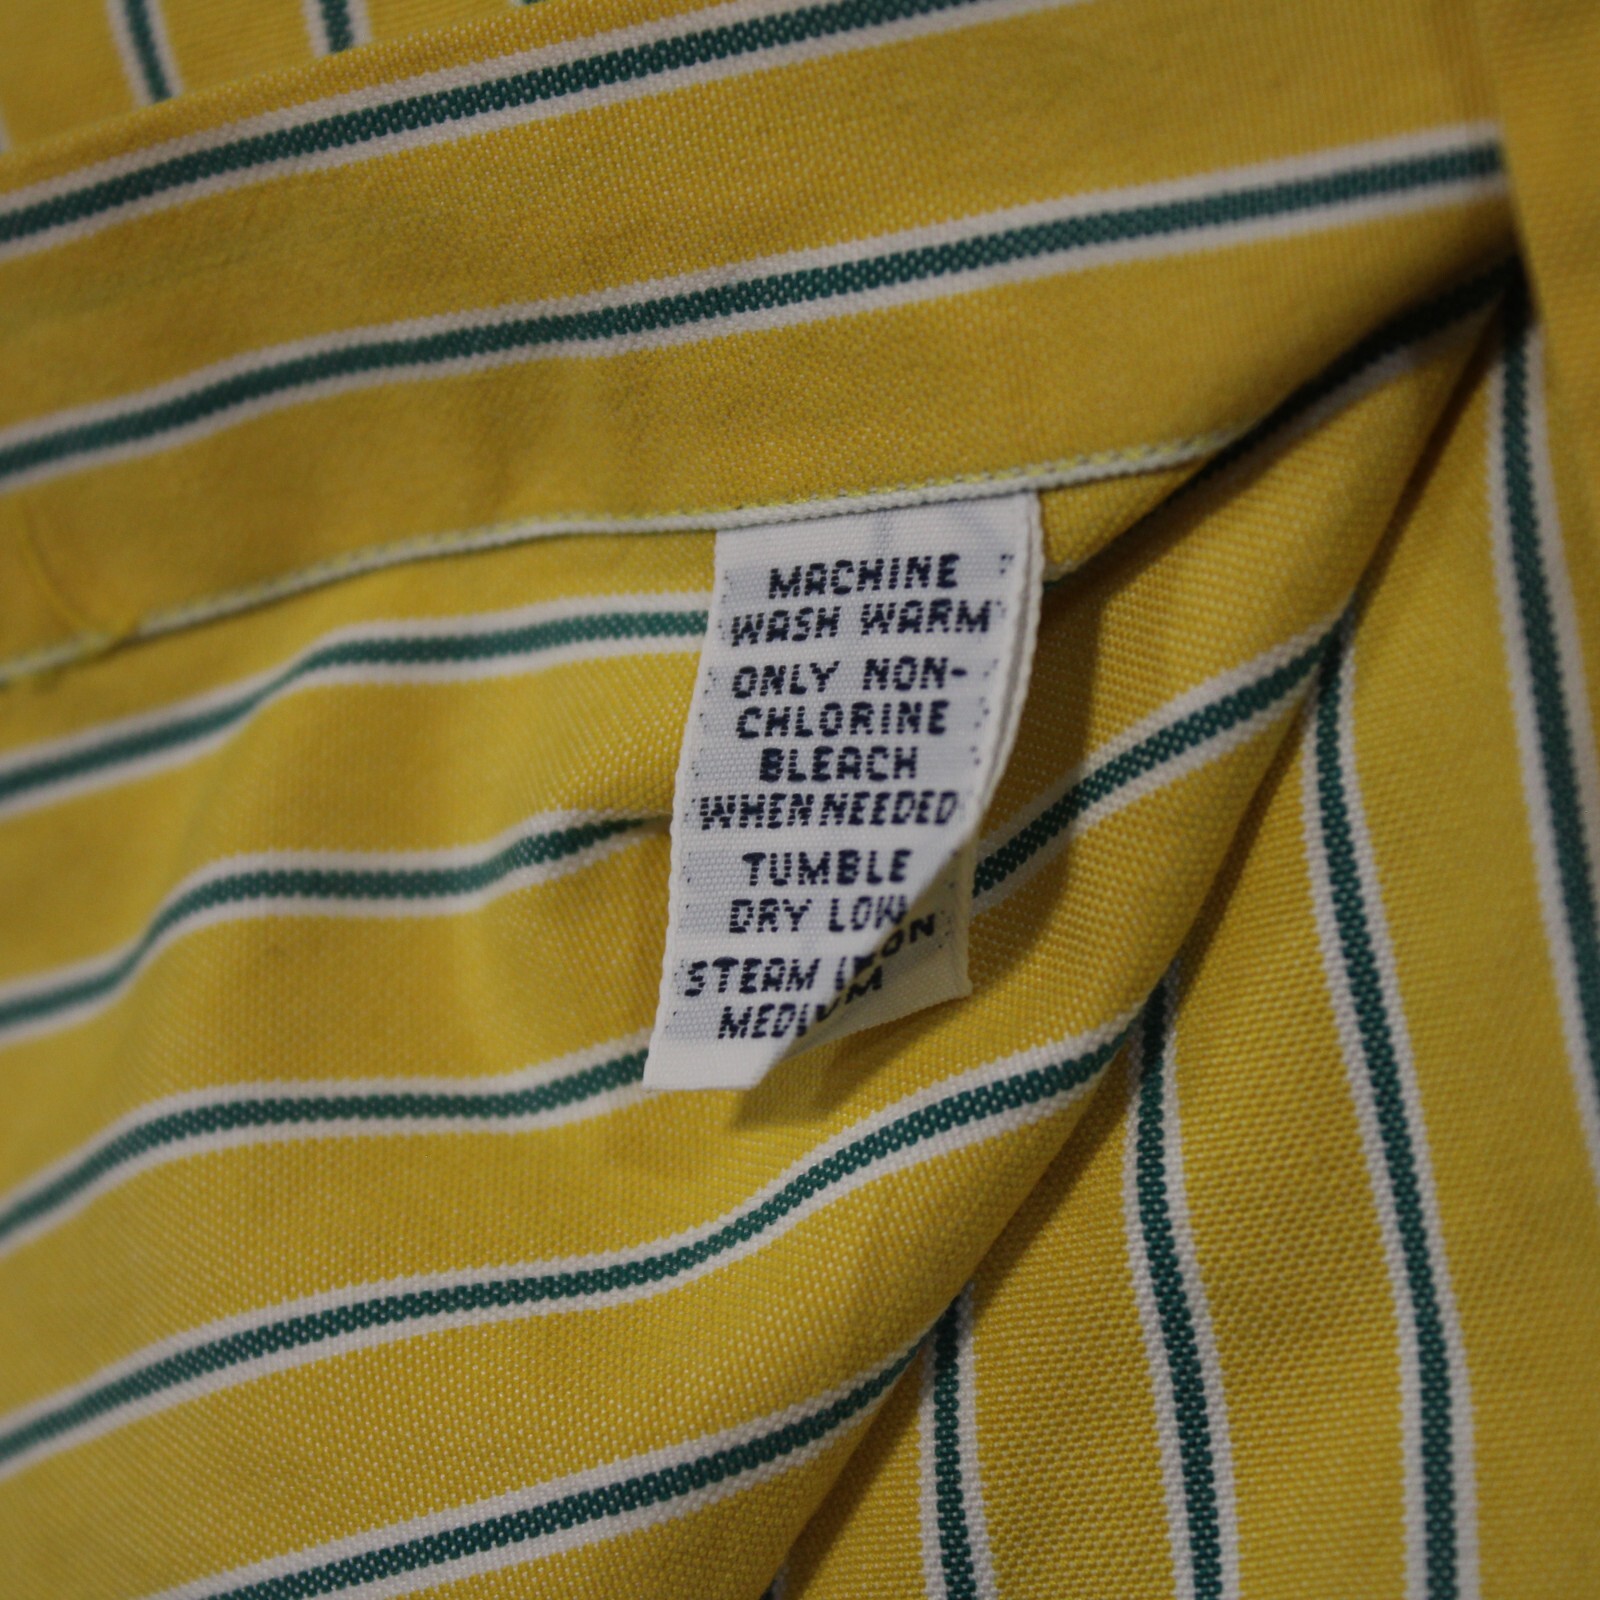 MACHINE
WASH WARM
ONLY NON-
CHLORINE
BLEACH
WHEN NEEDED
TUMBLE
DRY LOW
STEAM IRON
MEDIUM